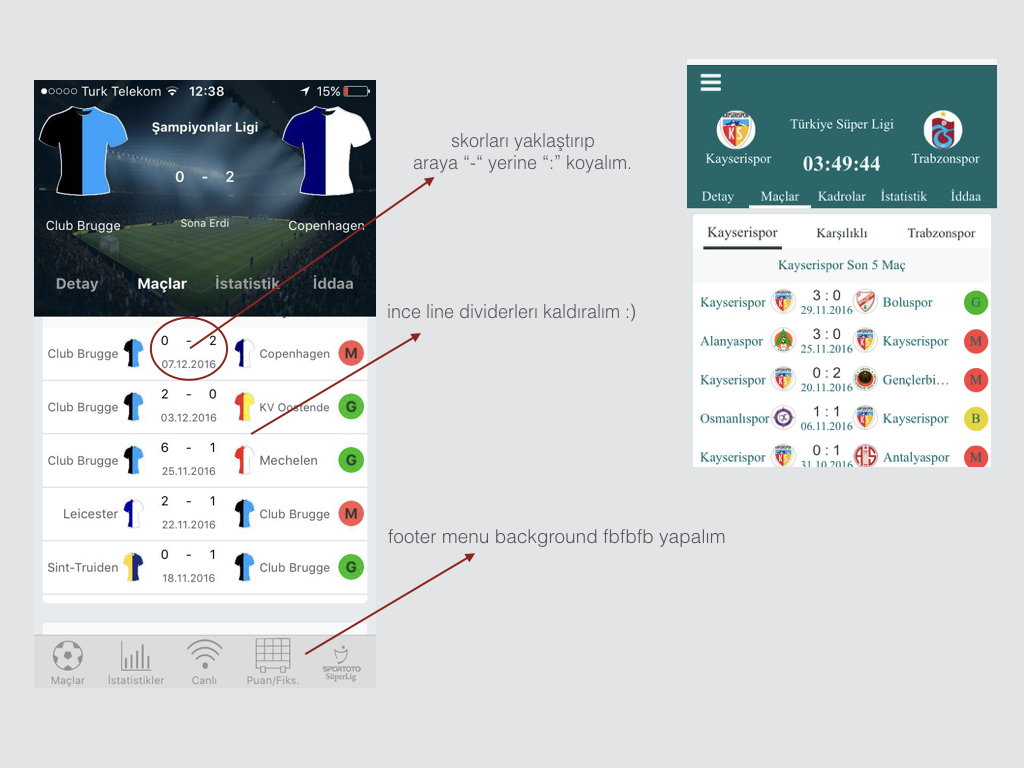 Turk Telekom 12:38 15%
Şampiyonlar Ligi
0 - 2
Sona Erdi
Club Brugge Copenhagen
Detay Maçlar İstatistik İddaa
Club Brugge 0 - 2 Copenhagen M
07.12.2016
Club Brugge 2 - 0 KV Oostende G
03.12.2016
Club Brugge 6 - 1 Mechelen G
25.11.2016
Leicester 2 - 1 Club Brugge M
22.11.2016
Sint-Truiden 0 - 1 Club Brugge G
18.11.2016
Maçlar İstatistikler Canlı Puan/Fiks. SPORTOTO
SüperLig
skorları yaklaştırıp
araya “-“ yerine “:” koyalım.
ince line dividerlerı kaldıralım :)
footer menu background fbfbfb yapalım
Türkiye Süper Ligi
Kayserispor 03:49:44 Trabzonspor
Detay Maçlar Kadrolar İstatistik İddaa
Kayserispor Karşılıklı Trabzonspor
Kayserispor Son 5 Maç
Kayserispor 3 : 0 Boluspor G
29.11.2016
Alanyaspor 3 : 0 Kayserispor M
25.11.2016
Kayserispor 0 : 2 Gençlerbi... M
20.11.2016
Osmanlıspor 1 : 1 Kayserispor B
06.11.2016
Kayserispor 0 : 1 Antalyaspor M
31.10.2016